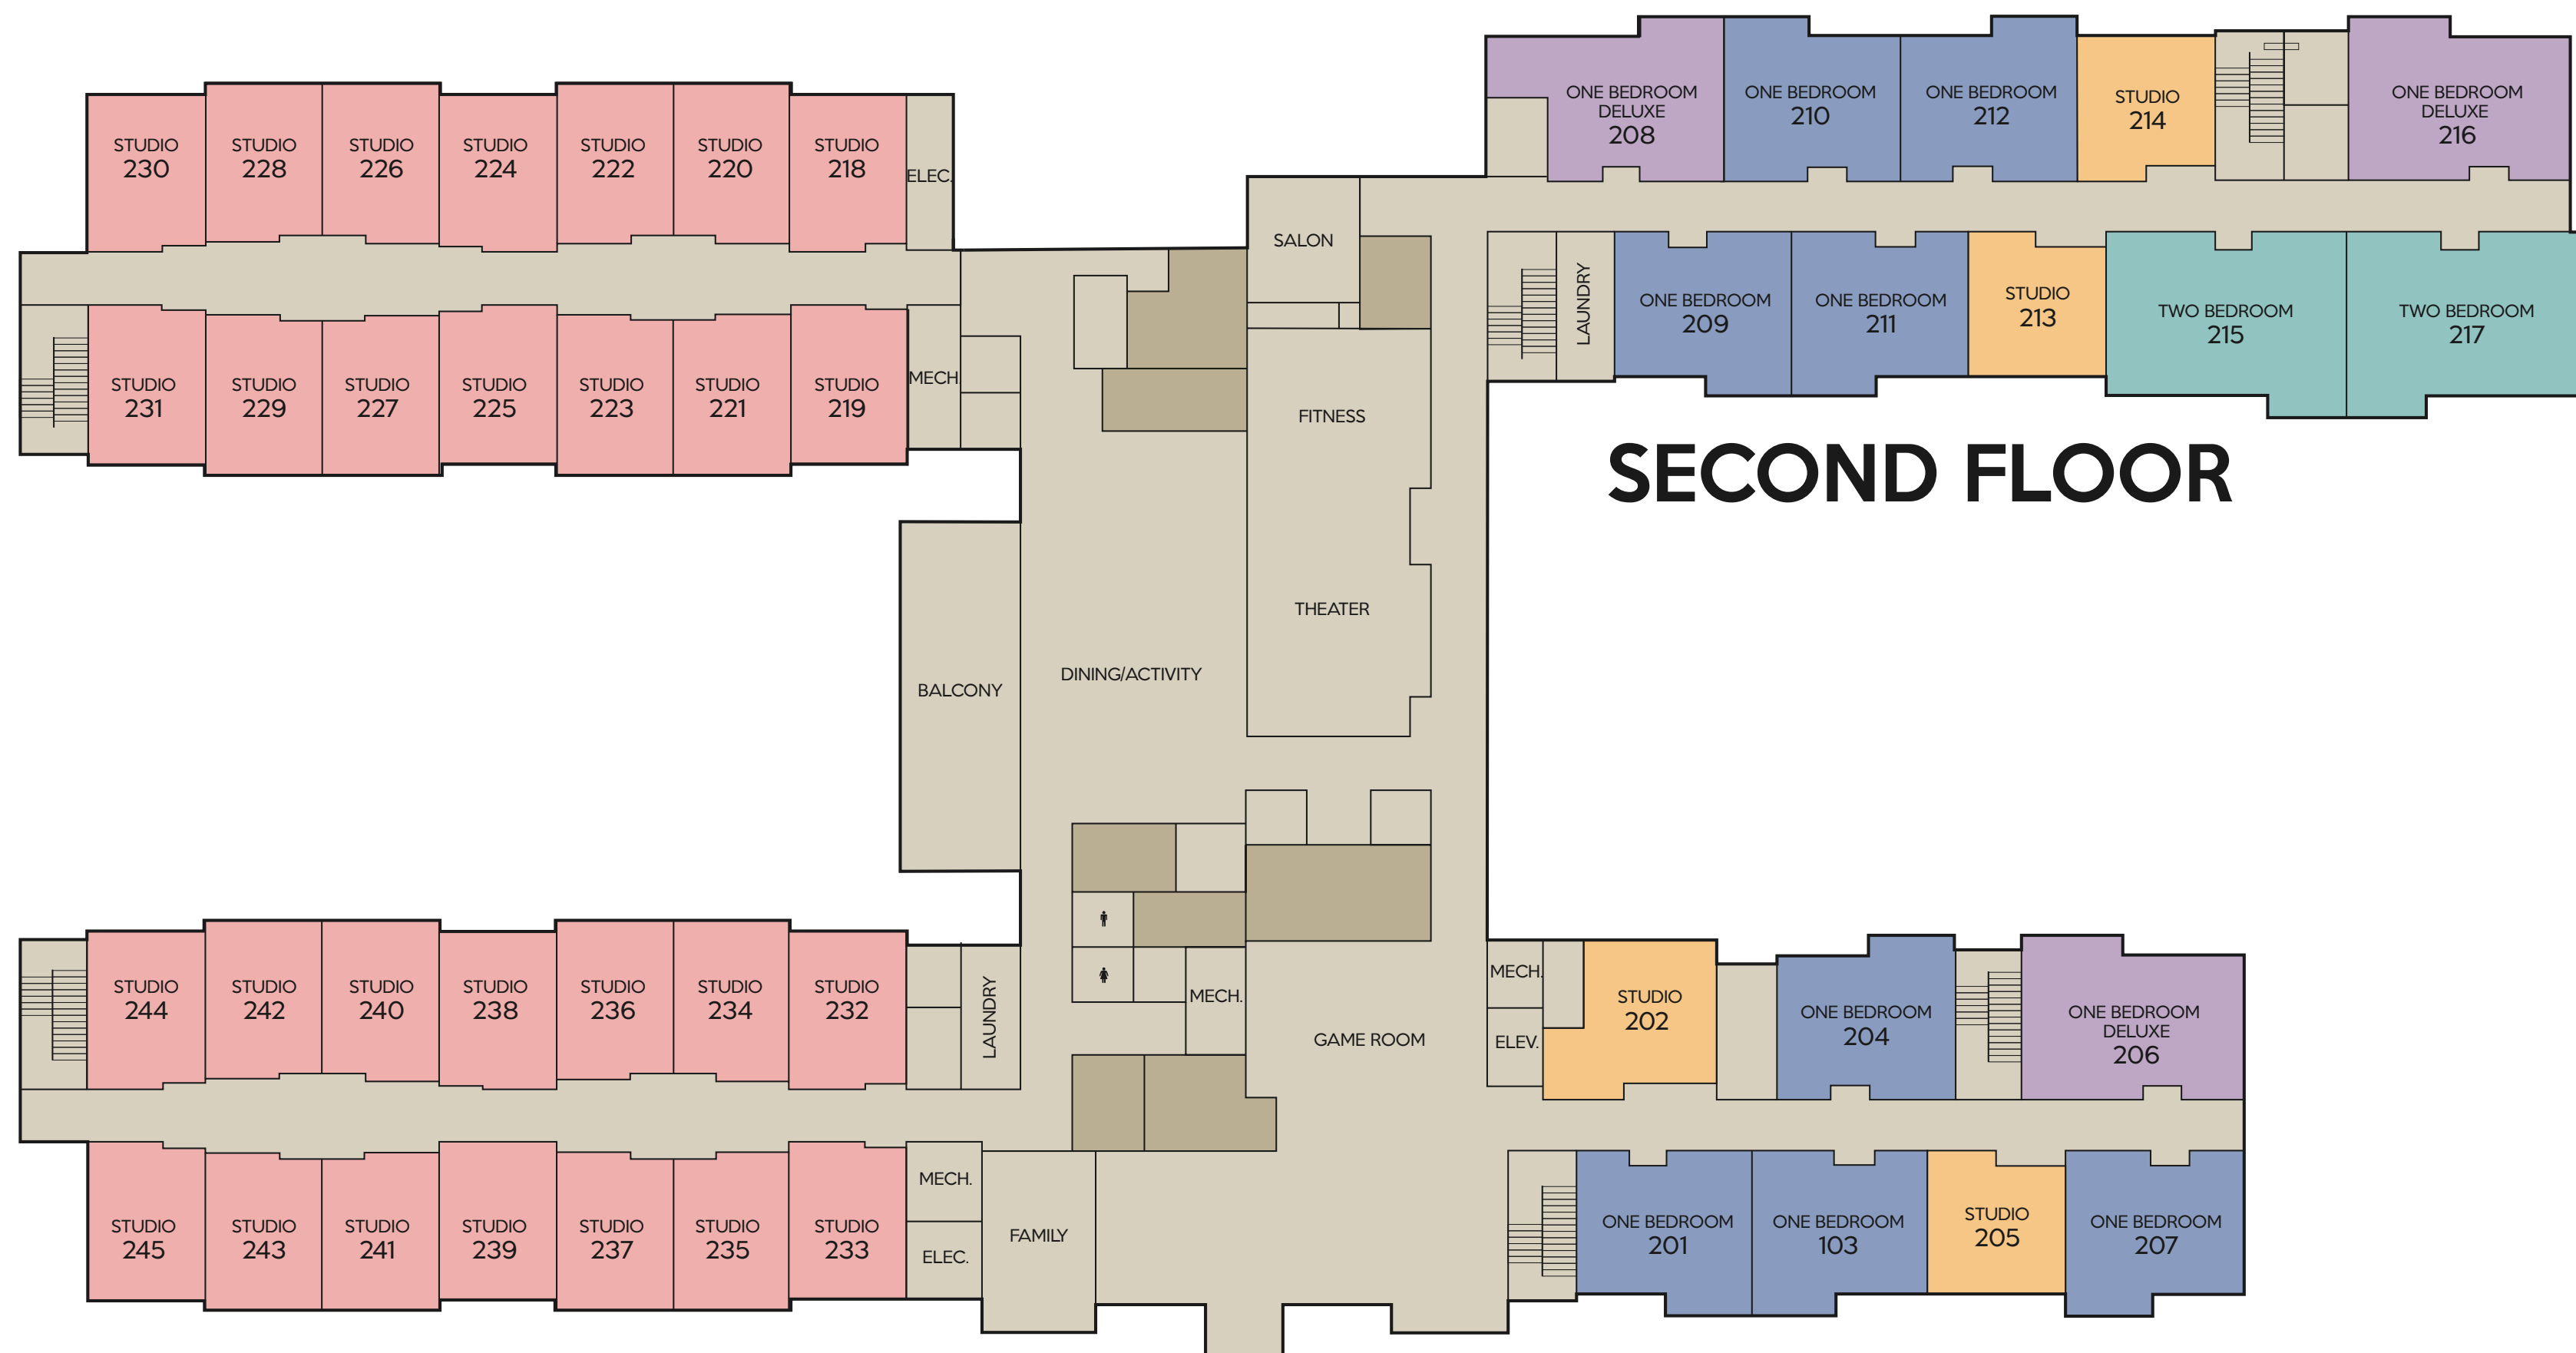 ONE BEDROOM
DELUXE
208
ONE BEDROOM
210
ONE BEDROOM
212
STUDIO
214
ONE BEDROOM
DELUXE
216
STUDIO
230
STUDIO
228
STUDIO
226
STUDIO
224
STUDIO
222
STUDIO
220
STUDIO
218
ELEC.
SALON
LAUNDRY
ONE BEDROOM
209
ONE BEDROOM
211
STUDIO
213
TWO BEDROOM
215
TWO BEDROOM
217
STUDIO
231
STUDIO
229
STUDIO
227
STUDIO
225
STUDIO
223
STUDIO
221
STUDIO
219
MECH.
FITNESS
SECOND FLOOR
THEATER
DINING/ACTIVITY
BALCONY
STUDIO
244
STUDIO
242
STUDIO
240
STUDIO
238
STUDIO
236
STUDIO
234
STUDIO
232
LAUNDRY
MECH.
GAME ROOM
MECH.
ELEV.
STUDIO
202
ONE BEDROOM
204
ONE BEDROOM
DELUXE
206
STUDIO
245
STUDIO
243
STUDIO
241
STUDIO
239
STUDIO
237
STUDIO
235
STUDIO
233
MECH.
ELEC.
FAMILY
ONE BEDROOM
201
ONE BEDROOM
103
STUDIO
205
ONE BEDROOM
207